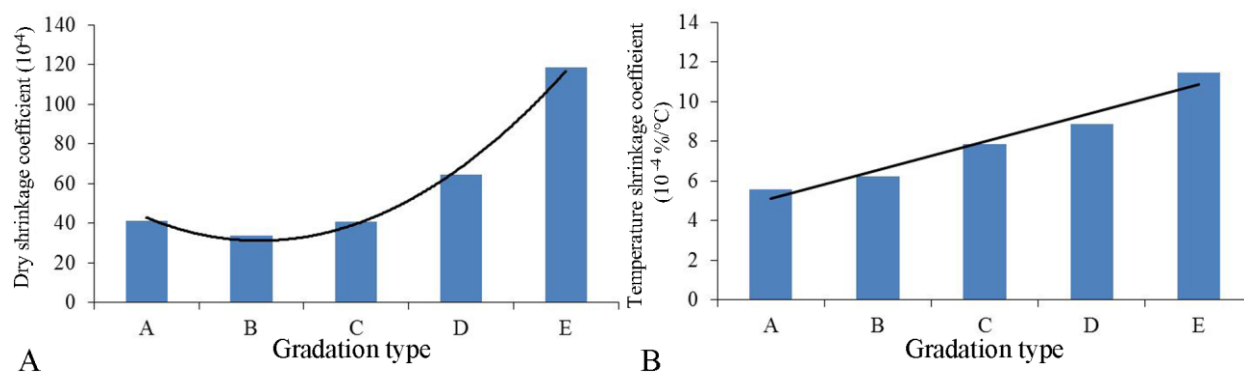 Dry shrinkage coefficient (10-4)
140
120
100
80
60
40
20
0
A B C D E
Gradation type
A
Temperature shrinkage coeffieient
(10⁻⁴ %/°C)
14
12
10
8
6
4
2
0
A B C D E
Gradation type
B